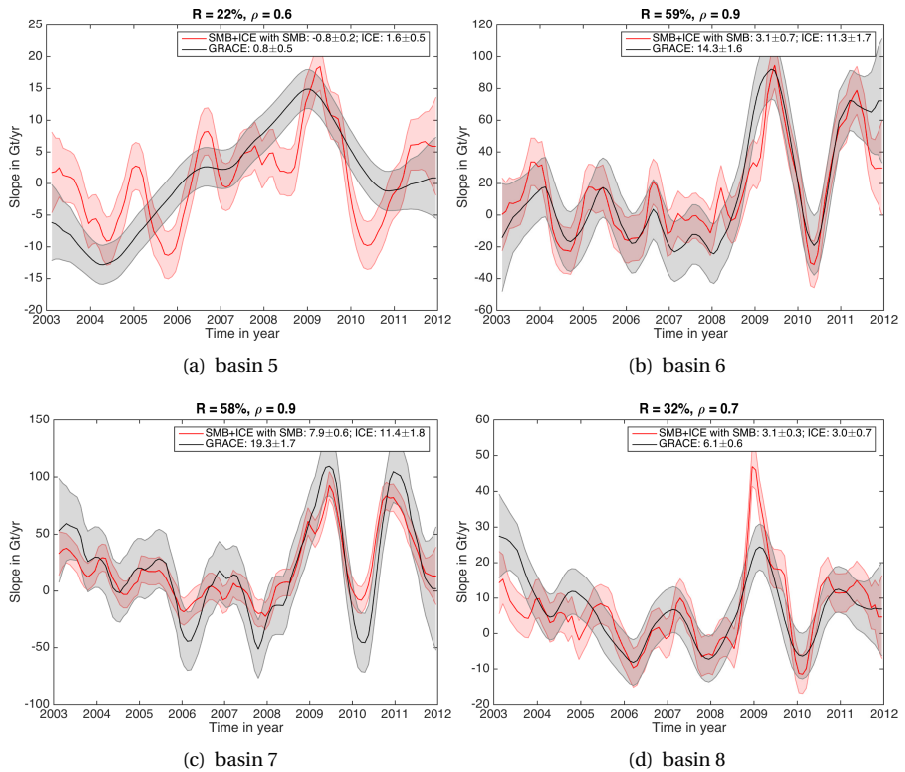 R = 22%, ρ = 0.6
SMB+ICE with SMB: -0.8±0.2; ICE: 1.6±0.5
GRACE: 0.8±0.5
Slope in Gt/yr
25
20
15
10
5
0
-5
-10
-15
-20
2003 2004 2005 2006 2007 2008 2009 2010 2011 2012
Time in year
(a) basin 5
R = 59%, ρ = 0.9
SMB+ICE with SMB: 3.1±0.7; ICE: 11.3±1.7
GRACE: 14.3±1.6
Slope in Gt/yr
120
100
80
60
40
20
0
-20
-40
-60
2003 2004 2005 2006 2007 2008 2009 2010 2011 2012
Time in year
(b) basin 6
R = 58%, ρ = 0.9
SMB+ICE with SMB: 7.9±0.6; ICE: 11.4±1.8
GRACE: 19.3±1.7
Slope in Gt/yr
150
100
50
0
-50
-100
2003 2004 2005 2006 2007 2008 2009 2010 2011 2012
Time in year
(c) basin 7
R = 32%, ρ = 0.7
SMB+ICE with SMB: 3.1±0.3; ICE: 3.0±0.7
GRACE: 6.1±0.6
Slope in Gt/yr
60
50
40
30
20
10
0
-10
-20
2003 2004 2005 2006 2007 2008 2009 2010 2011 2012
Time in year
(d) basin 8